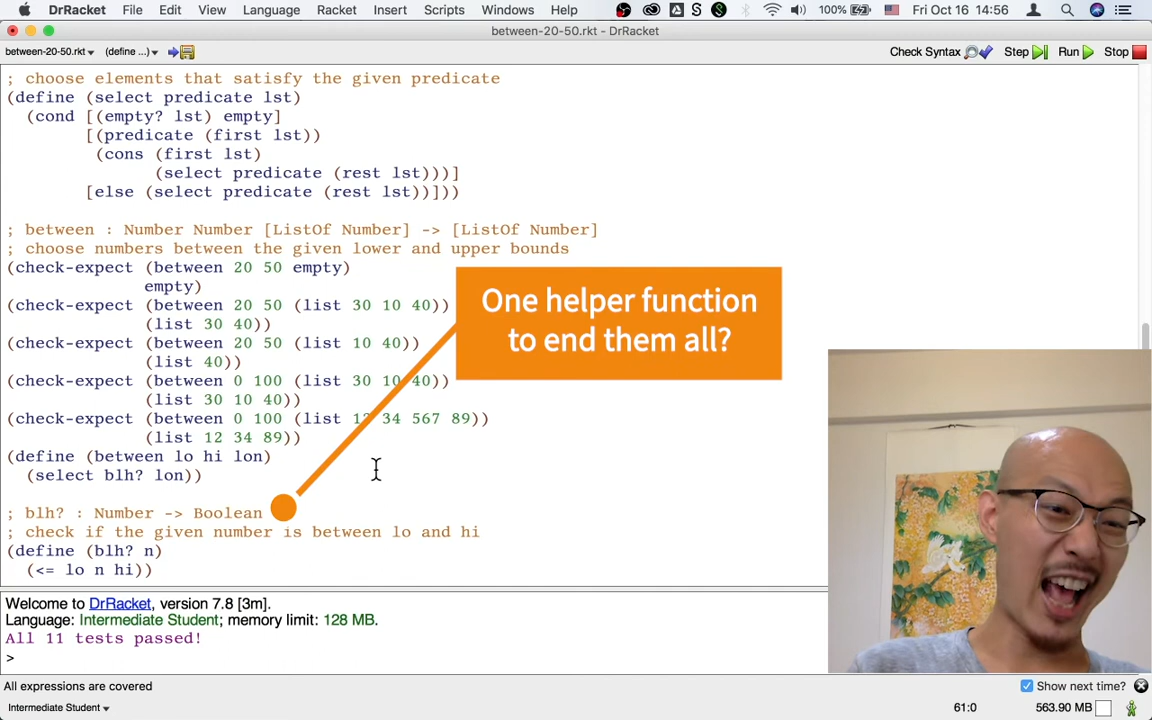 DrRacket File Edit View Language Racket Insert Scripts Windows Help 100% Fri Oct 16 14:56
between-20-50.rkt - DrRacket
between-20-50.rkt (define ...) Check Syntax Step Run Stop
; choose elements that satisfy the given predicate
(define (select predicate lst)
(cond [(empty? lst) empty]
[(predicate (first lst))
(cons (first lst)
(select predicate (rest lst)))]
[else (select predicate (rest lst))]))
; between : Number Number [ListOf Number] -> [ListOf Number]
; choose numbers between the given lower and upper bounds
(check-expect (between 20 50 empty)
empty)
(check-expect (between 20 50 (list 30 10 40))
(list 30 40))
(check-expect (between 20 50 (list 10 40))
(list 40))
(check-expect (between 0 100 (list 30 10 40))
(list 30 10 40))
(check-expect (between 0 100 (list 12 34 567 89))
(list 12 34 89))
(define (between lo hi lon)
(select blh? lon))
One helper function
to end them all?
; blh? : Number -> Boolean
; check if the given number is between lo and hi
(define (blh? n)
(<= lo n hi))
Welcome to DrRacket, version 7.8 [3m].
Language: Intermediate Student; memory limit: 128 MB.
All 11 tests passed!
>
All expressions are covered Show next time?
Intermediate Student 61:0 563.90 MB